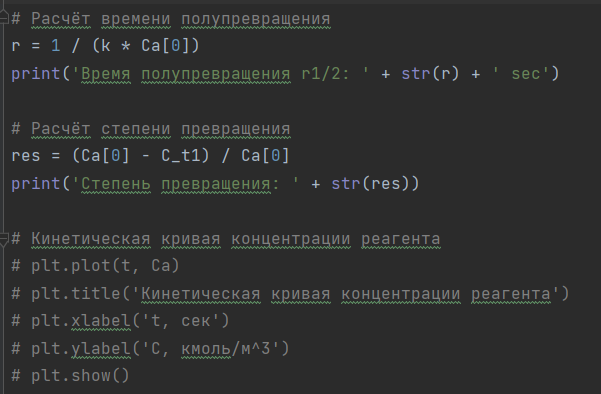 # Расчёт времени полупревращения
r = 1 / (k * Ca[0])
print('Время полупревращения r1/2: ' + str(r) + ' sec')
# Расчёт степени превращения
res = (Ca[0] - C_t1) / Ca[0]
print('Степень превращения: ' + str(res))
# Кинетическая кривая концентрации реагента
# plt.plot(t, Ca)
# plt.title('Кинетическая кривая концентрации реагента')
# plt.xlabel('t, сек')
# plt.ylabel('C, кмоль/м^3')
# plt.show()